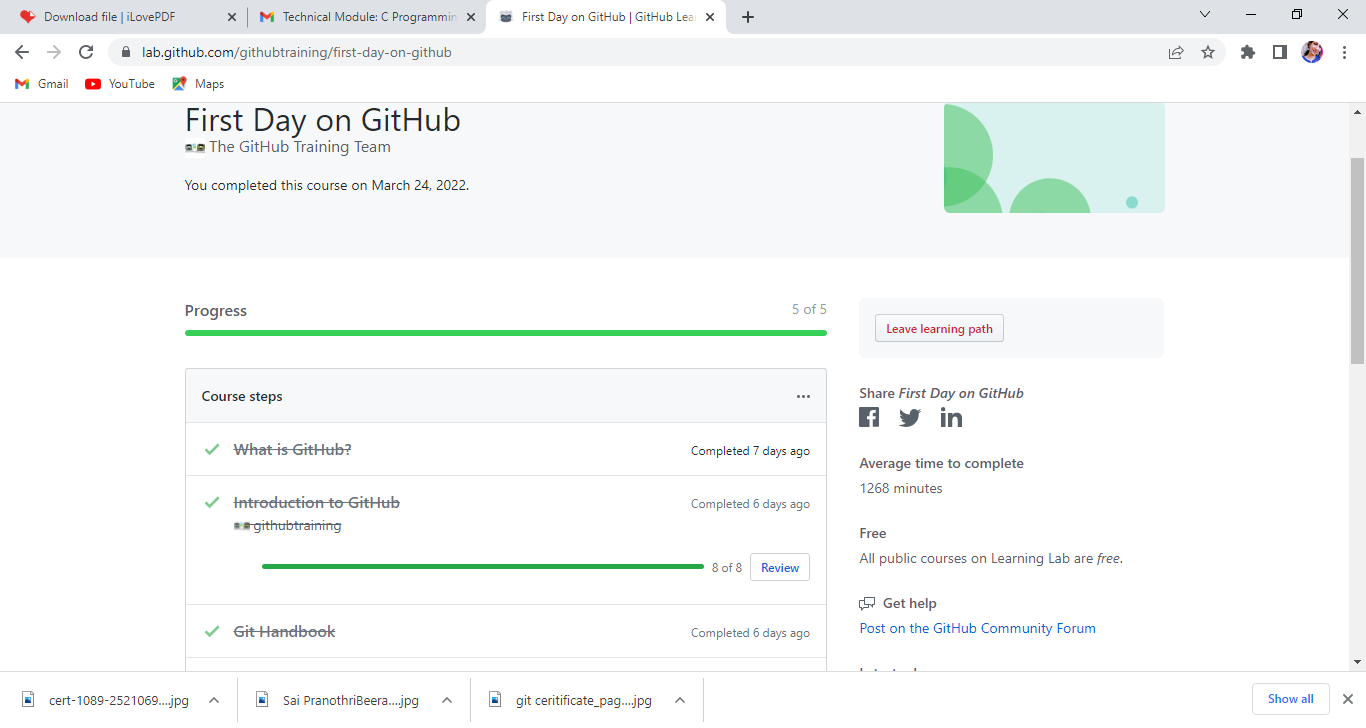 Download file | iLovePDF
Technical Module: C Programmin
First Day on GitHub | GitHub Lea
lab.github.com/githubtraining/first-day-on-github
Gmail
YouTube
Maps
First Day on GitHub
The GitHub Training Team
You completed this course on March 24, 2022.
Progress
5 of 5
Course steps
What is GitHub?
Completed 7 days ago
Introduction to GitHub
Completed 6 days ago
githubtraining
8 of 8
Review
Git Handbook
Completed 6 days ago
Leave learning path
Share First Day on GitHub
Average time to complete
1268 minutes
Free
All public courses on Learning Lab are free.
Get help
Post on the GitHub Community Forum
cert-1089-2521069....jpg
Sai PranothriBeera....jpg
git ceritificate_pag....jpg
Show all